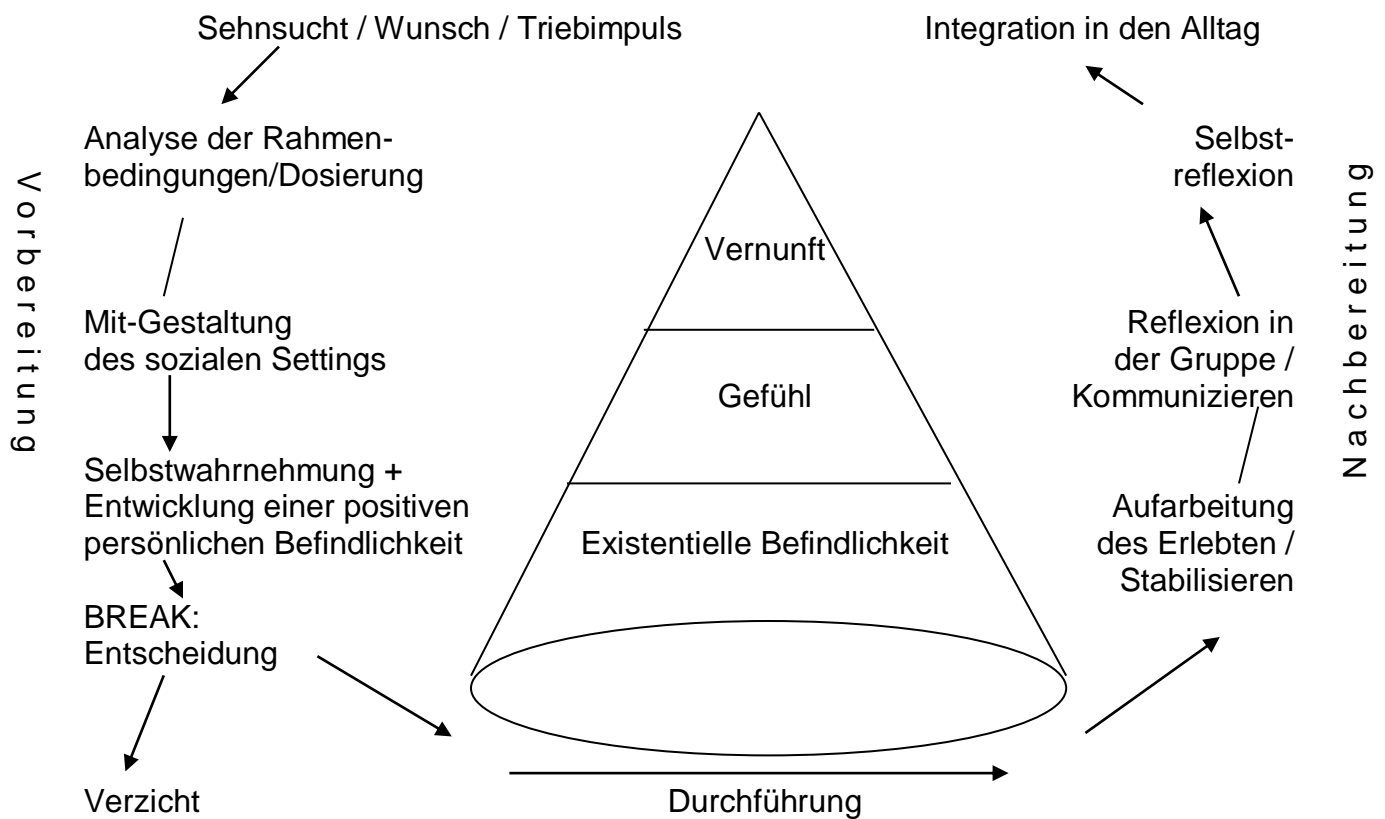 Sehnsucht / Wunsch / Triebimpuls
Integration in den Alltag
Vorbereitung
Analyse der Rahmen-
bedingungen/Dosierung
Mit-Gestaltung
des sozialen Settings
Selbstwahrnehmung +
Entwicklung einer positiven
persönlichen Befindlichkeit
BREAK:
Entscheidung
Verzicht
Vernunft
Gefühl
Existentielle Befindlichkeit
Durchführung
Selbst-
reflexion
Reflexion in
der Gruppe /
Kommunizieren
Aufarbeitung
des Erlebten /
Stabilisieren
Nachbereitung